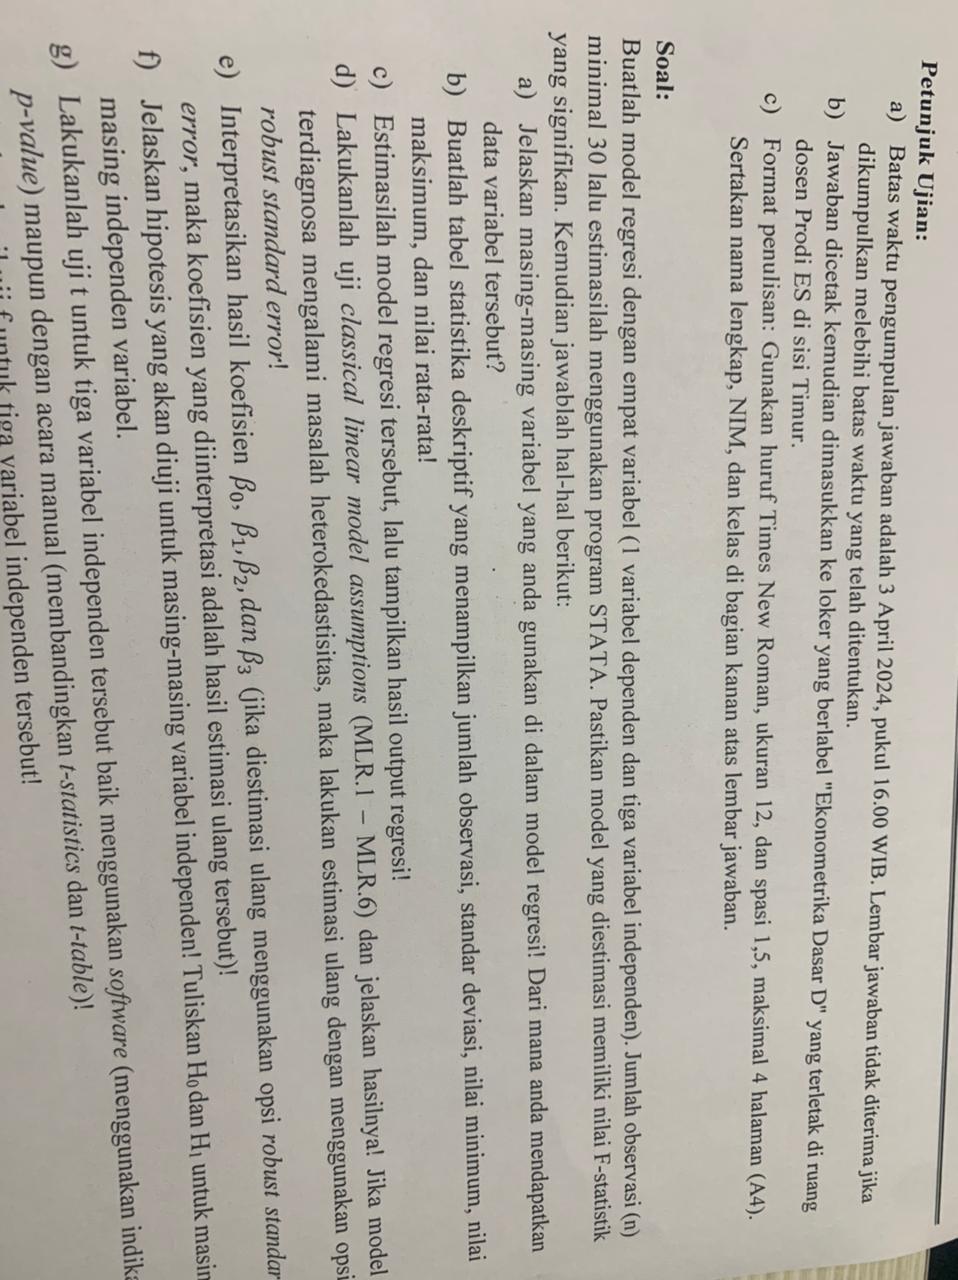 Petunjuk Ujian:
a) Batas waktu pengumpulan jawaban adalah 3 April 2024, pukul 16.00 WIB. Lembar jawaban tidak diterima jika
dikumpulkan melebihi batas waktu yang telah ditentukan.
b) Jawaban dicetak kemudian dimasukkan ke loker yang berlabel "Ekonometrika Dasar D" yang terletak di ruang
dosen Prodi ES di sisi Timur.
c) Format penulisan: Gunakan huruf Times New Roman, ukuran 12, dan spasi 1,5, maksimal 4 halaman (A4).
Sertakan nama lengkap, NIM, dan kelas di bagian kanan atas lembar jawaban.
Soal:
Buatlah model regresi dengan empat variabel (1 variabel dependen dan tiga variabel independen). Jumlah observasi (n)
minimal 30 lalu estimasilah menggunakan program STATA. Pastikan model yang diestimasi memiliki nilai F-statistik
yang signifikan. Kemudian jawablah hal-hal berikut:
a) Jelaskan masing-masing variabel yang anda gunakan di dalam model regresi! Dari mana anda mendapatkan
data variabel tersebut?
b) Buatlah tabel statistika deskriptif yang menampilkan jumlah observasi, standar deviasi, nilai minimum, nilai
maksimum, dan nilai rata-rata!
c) Estimasilah model regresi tersebut, lalu tampilkan hasil output regresi!
d) Lakukanlah uji classical linear model assumptions (MLR.1 – MLR.6) dan jelaskan hasilnya! Jika model
terdiagnosa mengalami masalah heterokedastisitas, maka lakukan estimasi ulang dengan menggunakan opsi
robust standard error!
e) Interpretasikan hasil koefisien β₀, β₁, β₂, dan β₃ (jika diestimasi ulang menggunakan opsi robust standar
error, maka koefisien yang diinterpretasi adalah hasil estimasi ulang tersebut)!
f) Jelaskan hipotesis yang akan diuji untuk masing-masing variabel independen! Tuliskan H₀ dan H₁ untuk masin
masing independen variabel.
g) Lakukanlah uji t untuk tiga variabel independen tersebut baik menggunakan software (menggunakan indika
p-value) maupun dengan acara manual (membandingkan t-statistics dan t-table)!
f untuk tiga variabel independen tersebut!